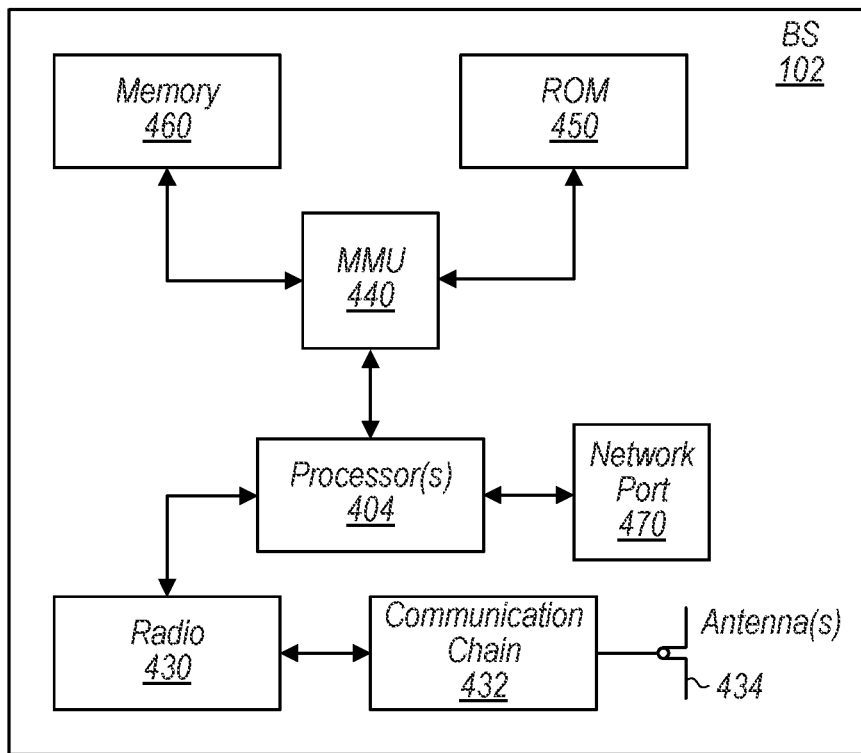 BS
102
Memory
460
ROM
450
MMU
440
Processor(s)
404
Network
Port
470
Radio
430
Communication
Chain
432
Antenna(s)
434